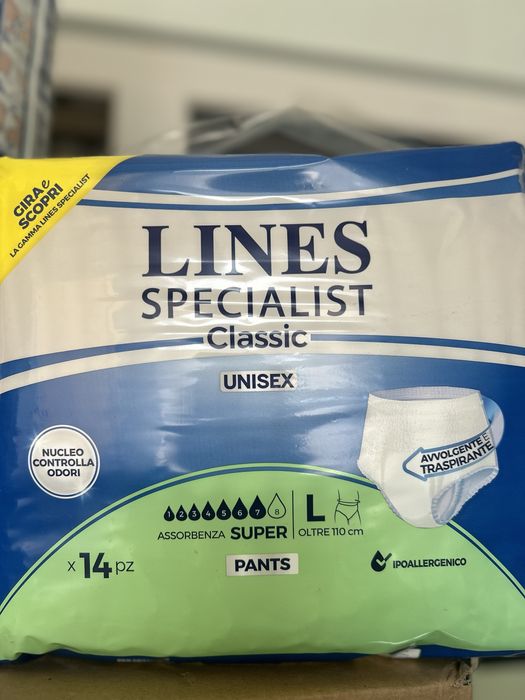 GIRA e
SCOPRI
LA GAMMA LINES SPECIALIST
LINES
SPECIALIST
Classic
UNISEX
NUCLEO
CONTROLLA
ODORI
AVVOLGENTE E
TRASPIRANTE
1 2 3 4 5 6 7 8
ASSORBENZA SUPER
L
OLTRE 110 cm
x 14 pz
PANTS
IPOALLERGENICO